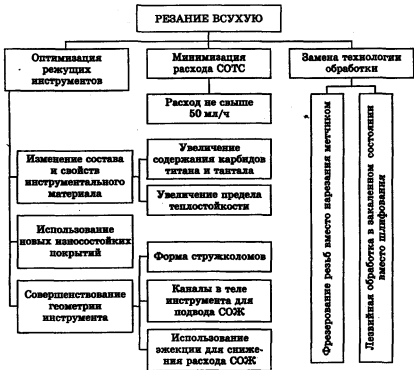 РЕЗАНИЕ ВСУХУЮ
Оптимизация
режущих
инструментов
Минимизация
расхода СОТС
Замена технологии
обработки
Расход не свыше
50 мл/ч
Изменение состава
и свойств
инструментального
материала
Увеличение
содержания карбидов
титана и тантала
Увеличение предела
теплостойкости
Использование
новых износостойких
покрытий
Совершенствование
геометрии
инструмента
Форма стружколомов
Каналы в теле
инструмента для
подвода СОЖ
Использование
эжекции для сниже-
ния расхода СОЖ
Фрезерование резьб вместо нарезания метчиком
Лезвийная обработка в закаленном состоянии
вместо шлифования